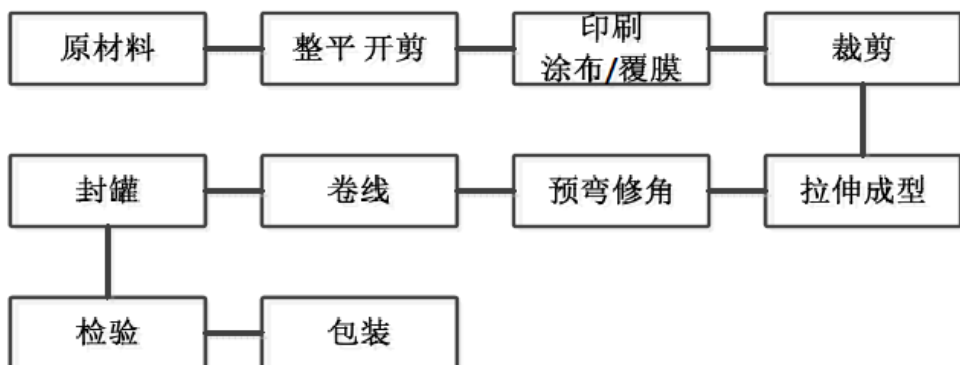 原材料
整平 开剪
印刷
涂布/覆膜
裁剪
封罐
卷线
预弯修角
拉伸成型
检验
包装